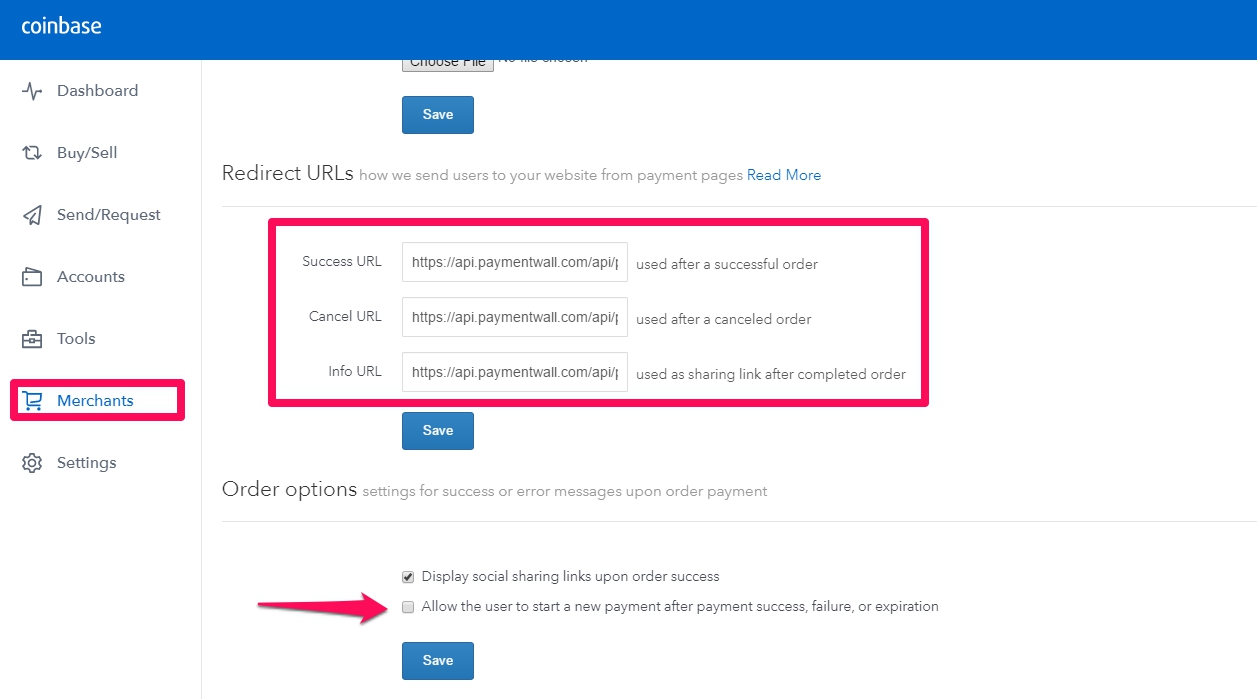 coinbase
Choose File No file chosen
Dashboard
Save
Buy/Sell
Redirect URLs how we send users to your website from payment pages Read More
Send/Request
Success URL https://api.paymentwall.com/api/ used after a successful order
Accounts
Cancel URL https://api.paymentwall.com/api/ used after a canceled order
Tools
Info URL https://api.paymentwall.com/api/ used as sharing link after completed order
Merchants
Save
Settings
Order options settings for success or error messages upon order payment
Display social sharing links upon order success
Allow the user to start a new payment after payment success, failure, or expiration
Save